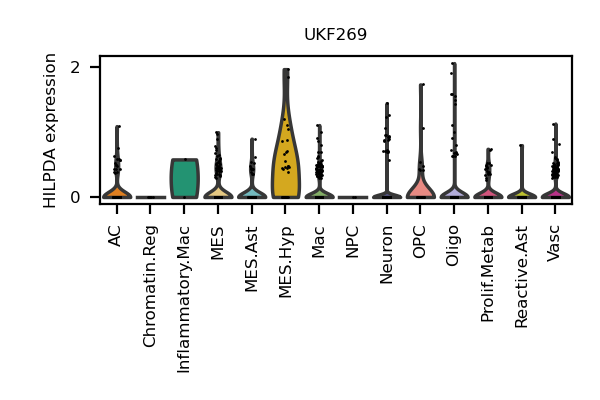 UKF269
HILPDA expression
2
0
AC
Chromatin.Reg
Inflammatory.Mac
MES
MES.Ast
MES.Hyp
Mac
NPC
Neuron
OPC
Oligo
Prolif.Metab
Reactive.Ast
Vasc